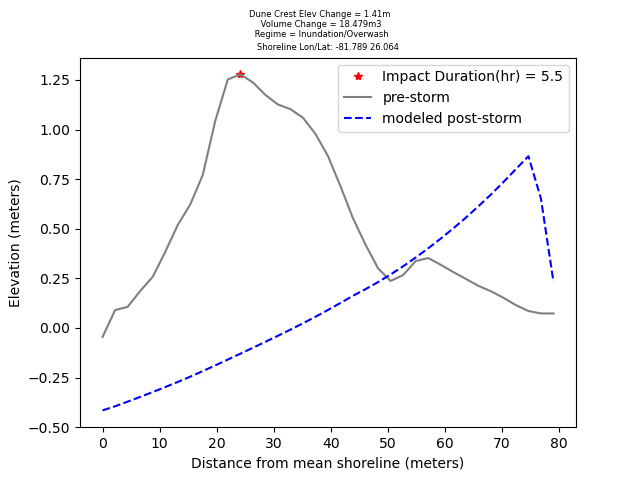 Dune Crest Elev Change = 1.41m
Volume Change = 18.479m3
Regime = Inundation/Overwash
Shoreline Lon/Lat: -81.789 26.064
Impact Duration(hr) = 5.5
pre-storm
modeled post-storm
1.25
1.00
0.75
0.50
0.25
0.00
−0.25
−0.50
Elevation (meters)
0 10 20 30 40 50 60 70 80
Distance from mean shoreline (meters)